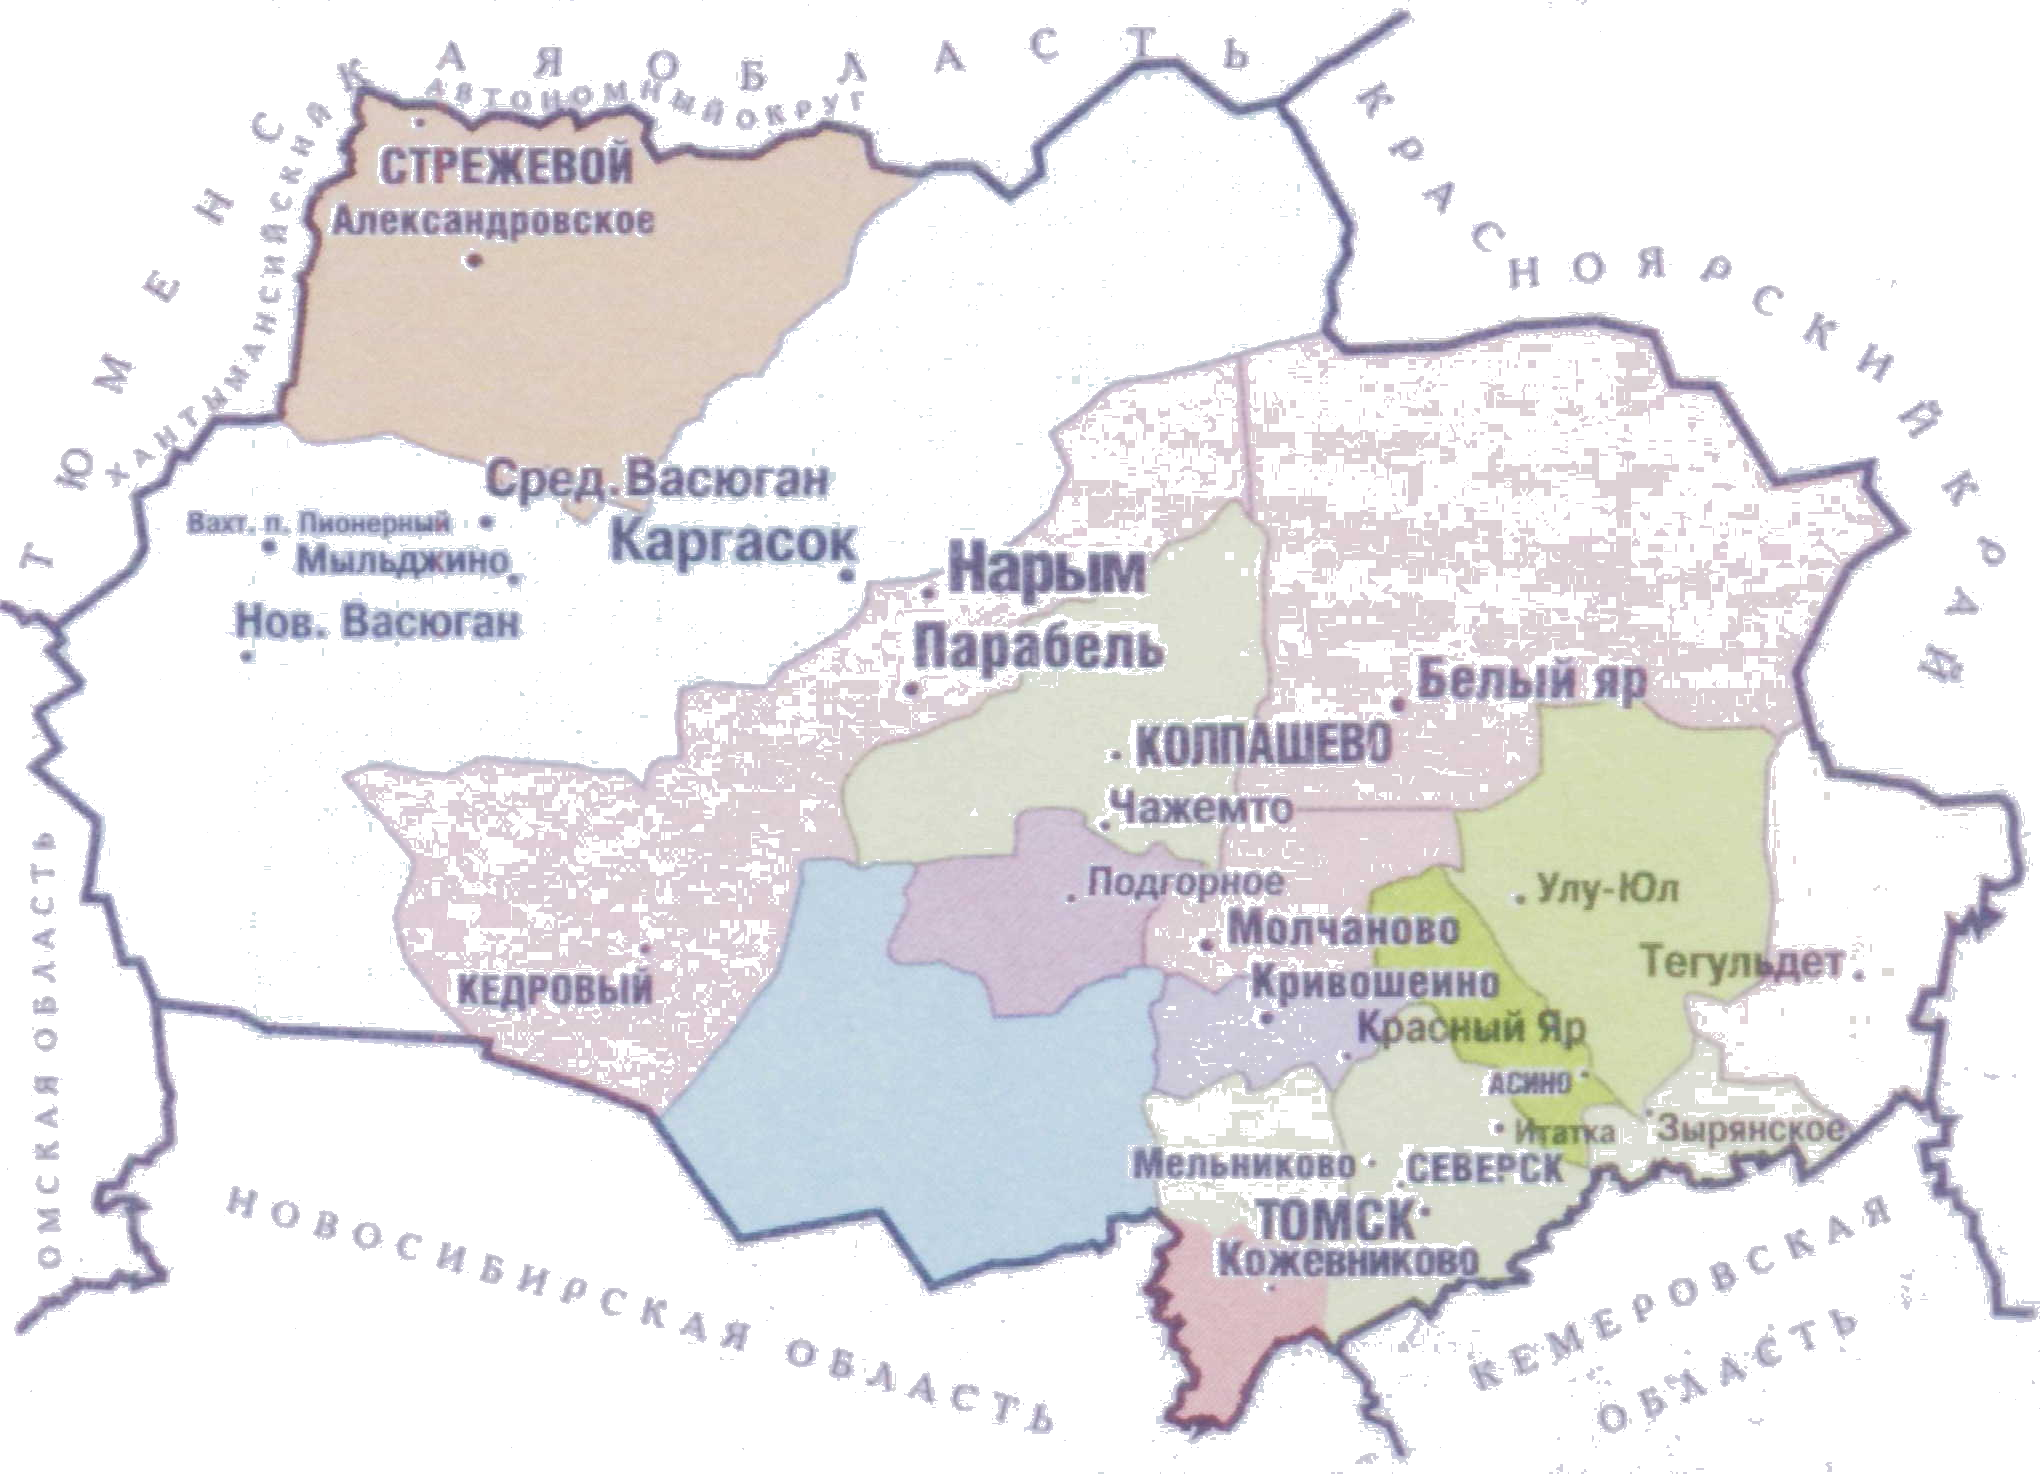 ТЮМЕНСКАЯ ОБЛАСТЬ
ХАНТЫМАНСИЙСКИЙ АВТОНОМНЫЙ ОКРУГ
КРАСНОЯРСКИЙ КРАЙ
СТРЕЖЕВОЙ
Александровское
Сред. Васюган
Вахт. п. Пионерный
Каргасок
Мыльджино
Нов. Васюган
Нарым
Парабель
Белый яр
КОЛПАШЕВО
Чажемто
Подгорное
Улу-Юл
Молчаново
Тегульдет
КЕДРОВЫЙ
Кривошеино
Красный Яр
АСИНО
Итатка
Зырянское
Мельниково
СЕВЕРСК
ТОМСК
Кожевниково
ОМСКАЯ ОБЛАСТЬ
НОВОСИБИРСКАЯ ОБЛАСТЬ
КЕМЕРОВСКАЯ
ОБЛАСТЬ